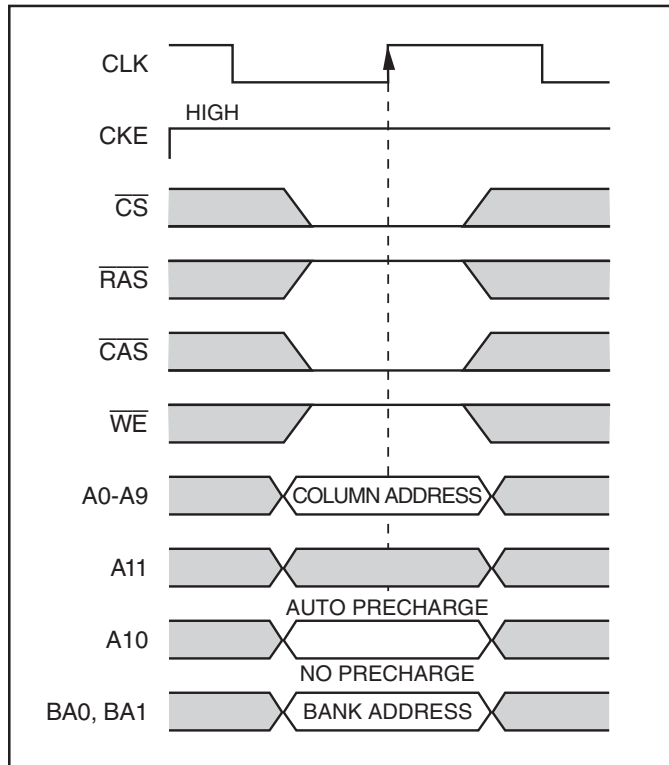 CLK
HIGH
CKE
CS
RAS
CAS
WE
A0-A9 COLUMN ADDRESS
A11
AUTO PRECHARGE
A10
NO PRECHARGE
BA0, BA1 BANK ADDRESS